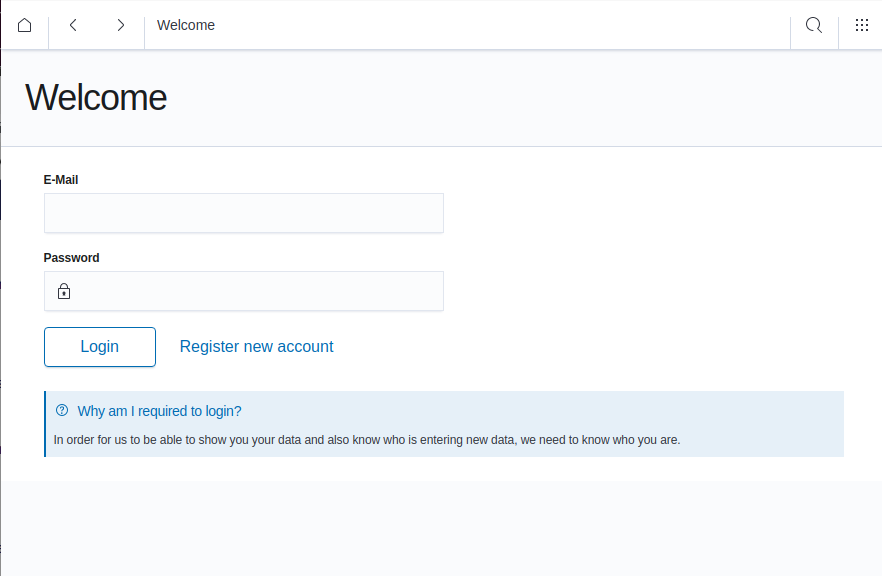 Welcome
Welcome
E-Mail
Password
Login
Register new account
Why am I required to login?
In order for us to be able to show you your data and also know who is entering new data, we need to know who you are.